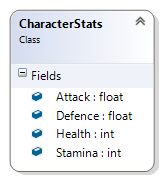 CharacterStats
Class
Fields
Attack : float
Defence : float
Health : int
Stamina : int